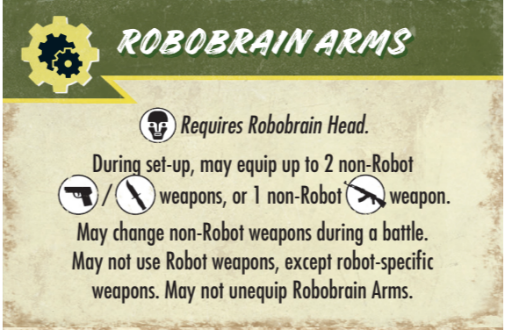 ROBOBRAIN ARMS
Requires Robobrain Head.
During set-up, may equip up to 2 non-Robot
/ weapons, or 1 non-Robot weapon.
May change non-Robot weapons during a battle.
May not use Robot weapons, except robot-specific
weapons. May not unequip Robobrain Arms.